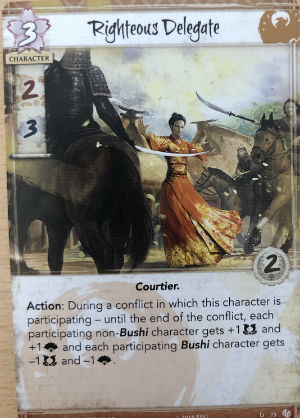 3
Righteous Delegate
CHARACTER
2
3
2
Courtier.
Action: During a conflict in which this character is
participating – until the end of the conflict, each
participating non-Bushi character gets +1 and
+1 and each participating Bushi character gets
–1 and –1